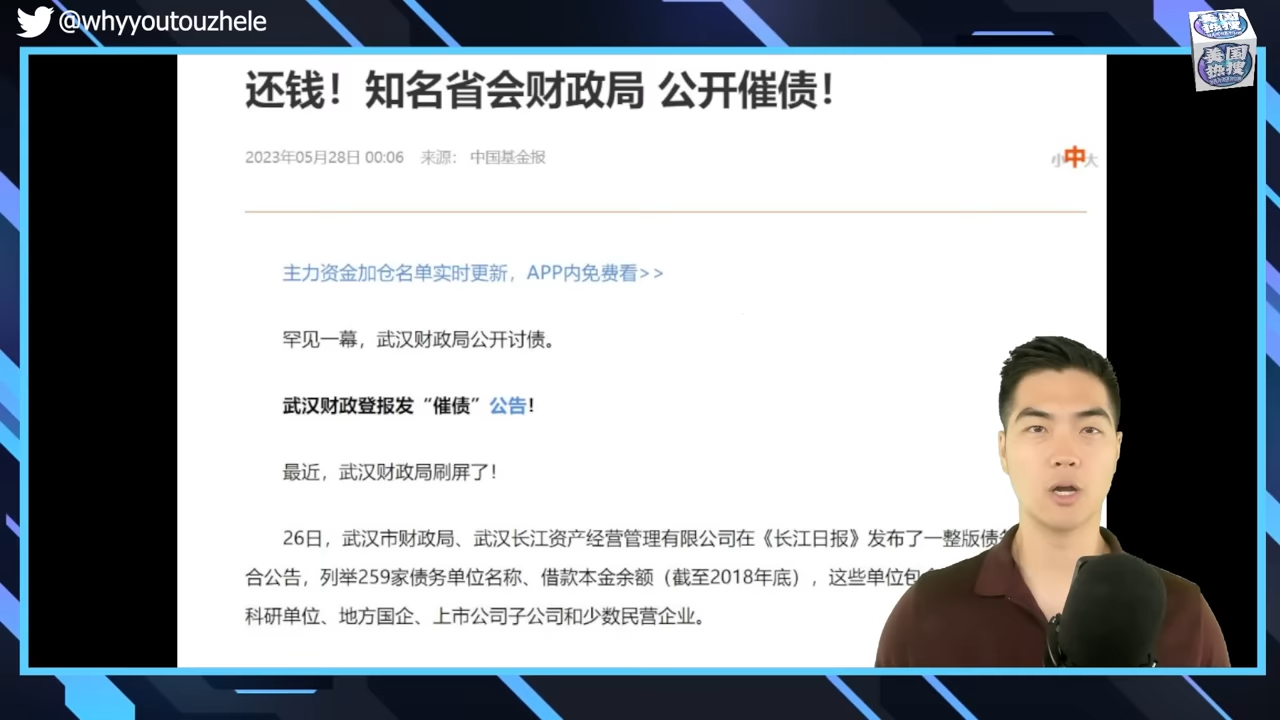 @whyyoutouzhele
美国
热搜
美国
热搜
还钱！知名省会财政局 公开催债！
2023年05月28日 00:06 来源： 中国基金报
小中大
主力资金加仓名单实时更新，APP内免费看>>
罕见一幕，武汉财政局公开讨债。
武汉财政登报发“催债”公告！
最近，武汉财政局刷屏了！
26日，武汉市财政局、武汉长江资产经营管理有限公司在《长江日报》发布了一整版债
合公告，列举259家债务单位名称、借款本金余额（截至2018年底），这些单位包
科研单位、地方国企、上市公司子公司和少数民营企业。